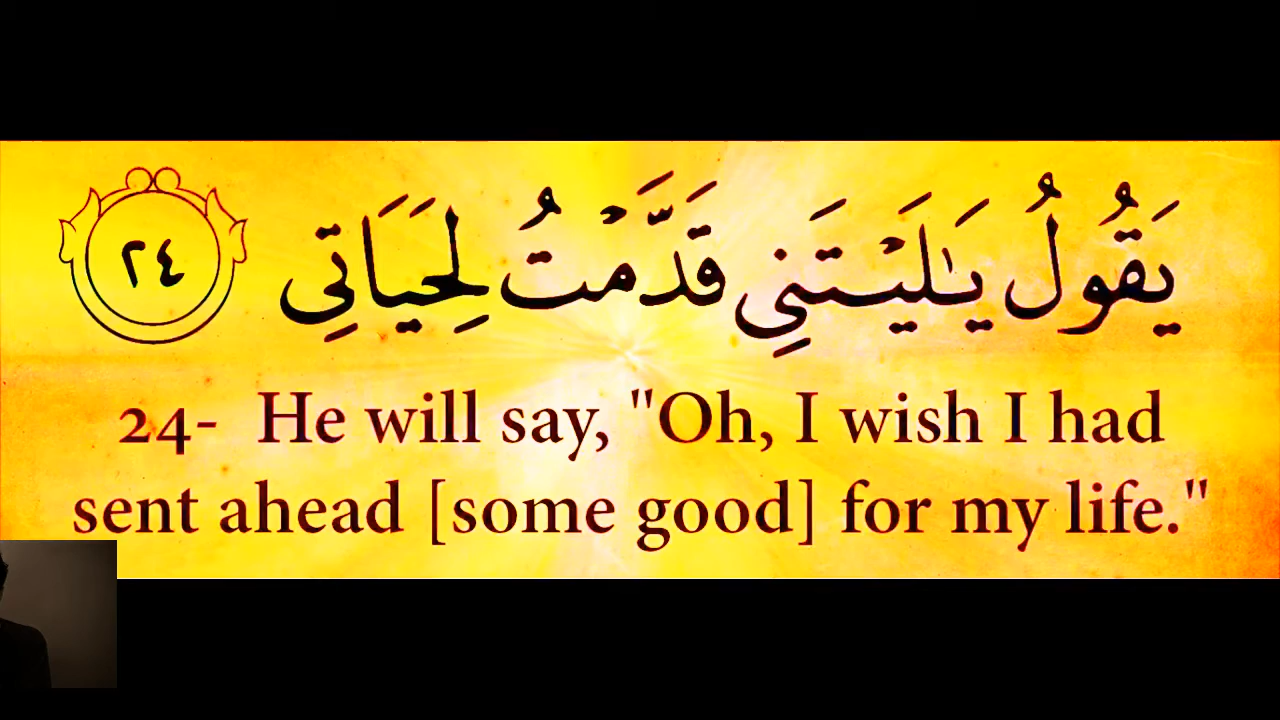 يَقُولُ يَٰلَيْتَنِي قَدَّمْتُ لِحَيَاتِي ٢٤
24- He will say, "Oh, I wish I had
sent ahead [some good] for my life."